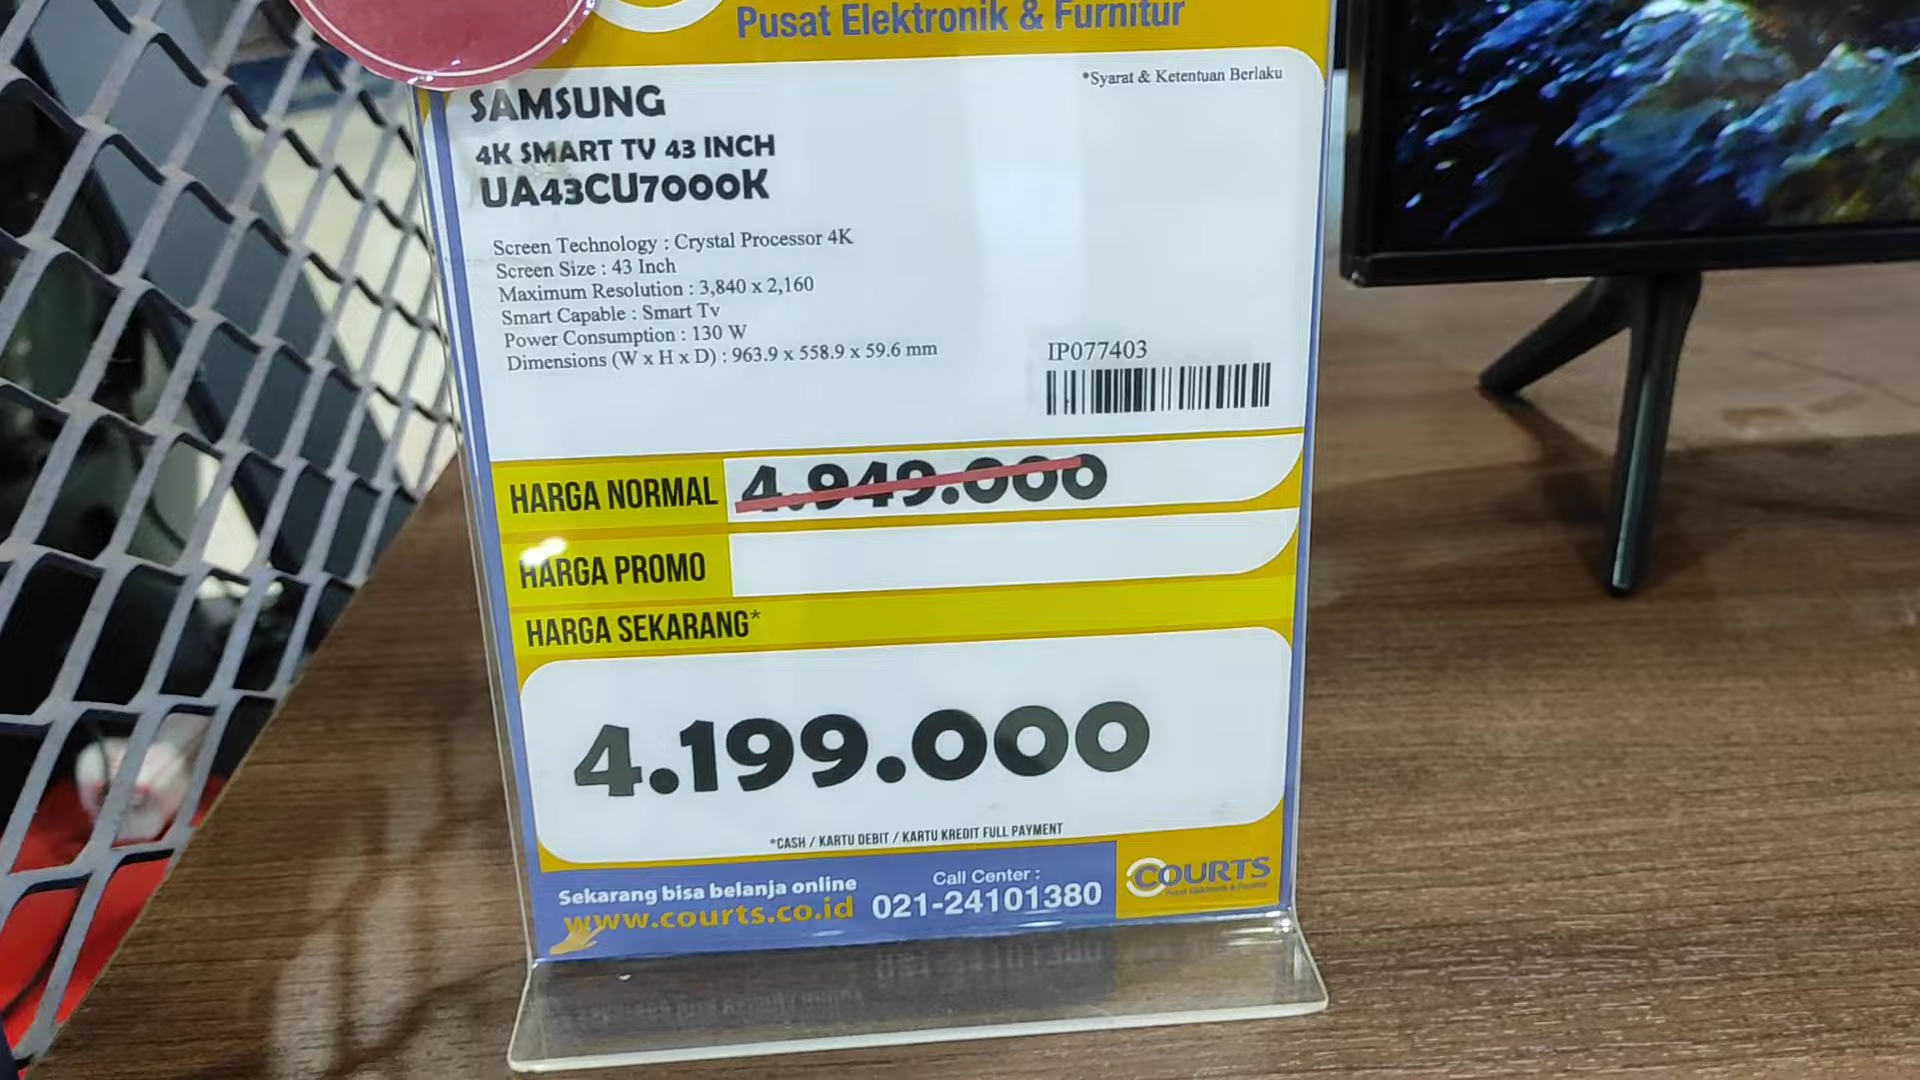 Pusat Elektronik & Furnitur
*Syarat & Ketentuan Berlaku
SAMSUNG
4K SMART TV 43 INCH
UA43CU7000K
Screen Technology : Crystal Processor 4K
Screen Size : 43 Inch
Maximum Resolution : 3,840 x 2,160
Smart Capable : Smart Tv
Power Consumption : 130 W
Dimensions (W x H x D) : 963.9 x 558.9 x 59.6 mm
IP077403
HARGA NORMAL 4.949.000
HARGA PROMO
HARGA SEKARANG*
4.199.000
*CASH / KARTU DEBIT / KARTU KREDIT FULL PAYMENT
Sekarang bisa belanja online
www.courts.co.id
Call Center :
021-24101380
COURTS
Pusat Elektronik & Furnitur